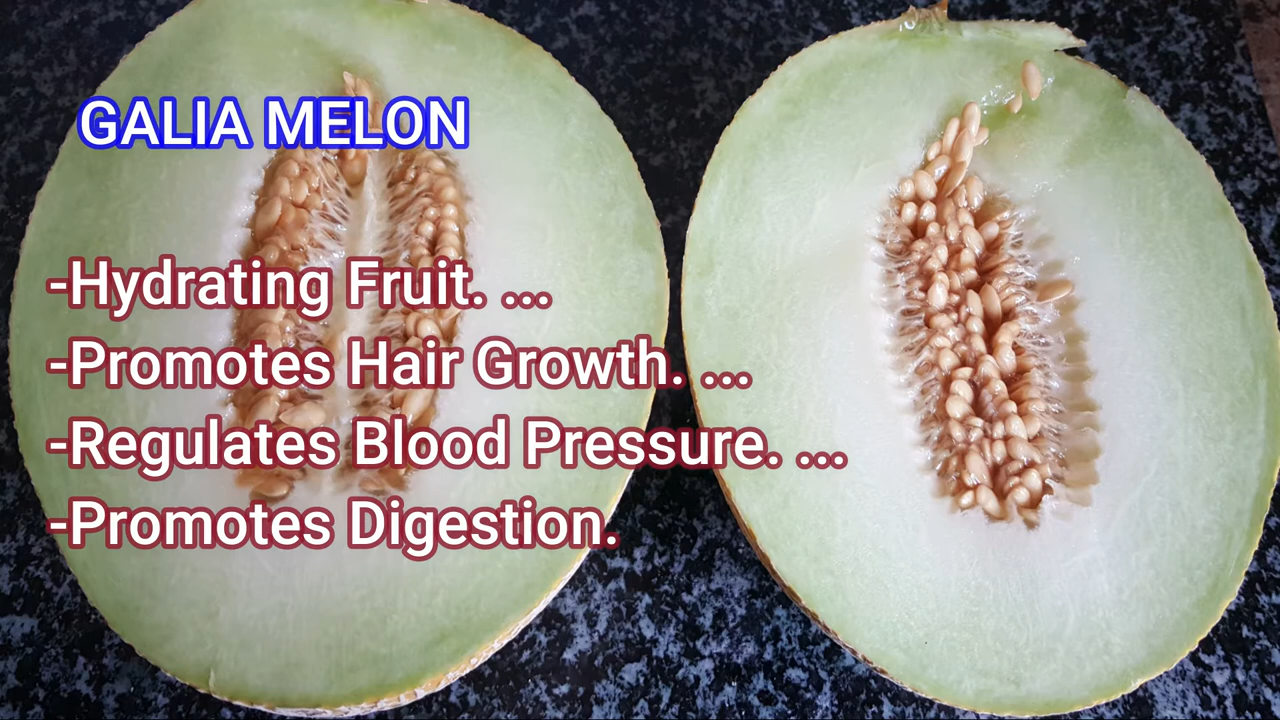 GALIA MELON
-Hydrating Fruit. ...
-Promotes Hair Growth. ...
-Regulates Blood Pressure. ...
-Promotes Digestion.